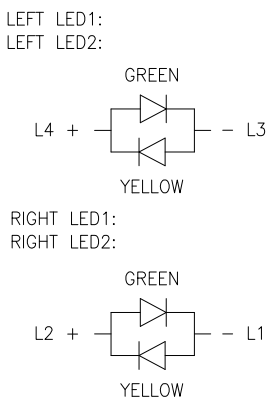 LEFT LED1:
LEFT LED2:
GREEN
L4 + - L3
YELLOW
RIGHT LED1:
RIGHT LED2:
GREEN
L2 + - L1
YELLOW